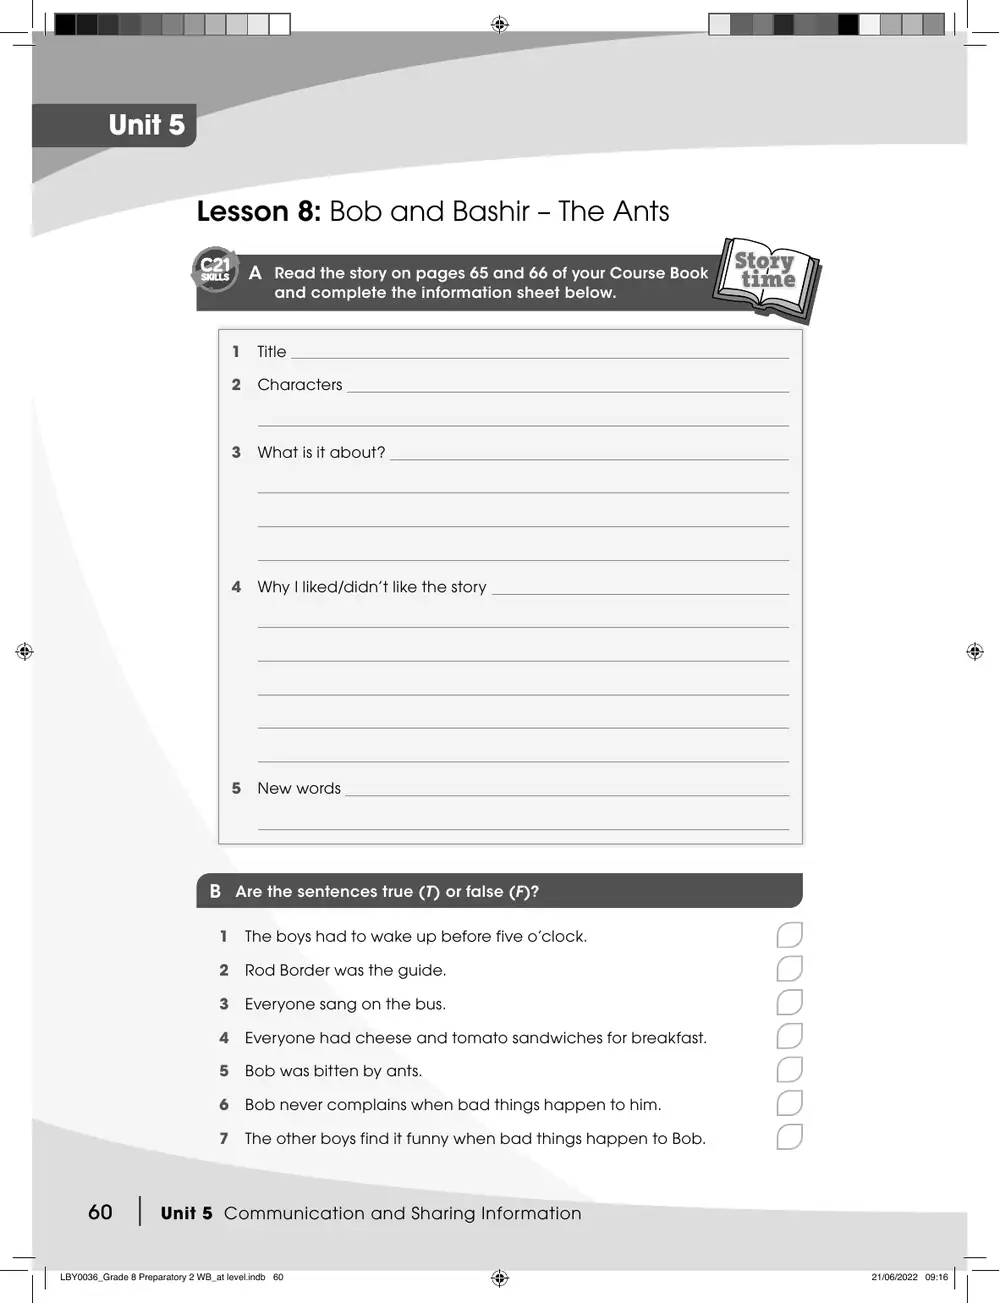 Unit 5
Lesson 8: Bob and Bashir – The Ants
C21
SKILLS
A Read the story on pages 65 and 66 of your Course Book
and complete the information sheet below.
Story
time
1 Title
2 Characters
3 What is it about?
4 Why I liked/didn’t like the story
5 New words
B Are the sentences true (T) or false (F)?
1 The boys had to wake up before five o’clock.
2 Rod Border was the guide.
3 Everyone sang on the bus.
4 Everyone had cheese and tomato sandwiches for breakfast.
5 Bob was bitten by ants.
6 Bob never complains when bad things happen to him.
7 The other boys find it funny when bad things happen to Bob.
60 Unit 5 Communication and Sharing Information
LBY0036_Grade 8 Preparatory 2 WB_at level.indb 60 21/06/2022 09:16